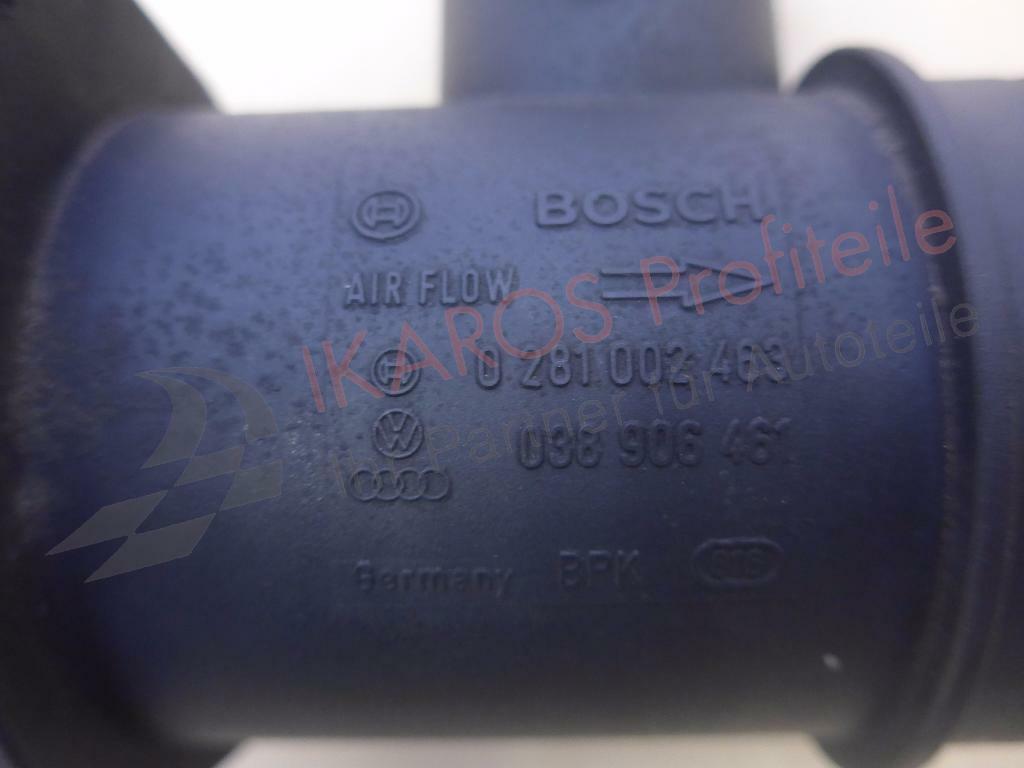 BOSCH
AIR FLOW
IKAROS Profiteile
0 281 002 463
Ihr Partner für Autoteile
038 906 461
Germany BPK